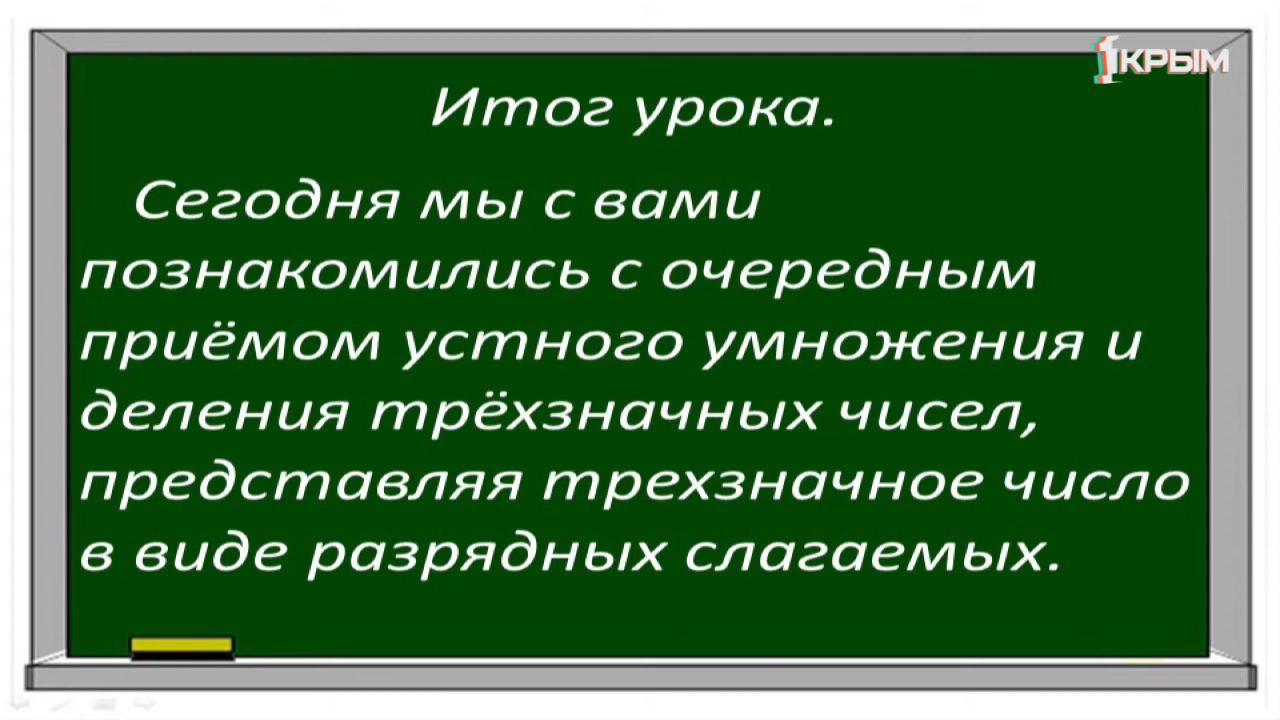 1КРЫМ
Итог урока.
Сегодня мы с вами
познакомились с очередным
приёмом устного умножения и
деления трёхзначных чисел,
представляя трехзначное число
в виде разрядных слагаемых.